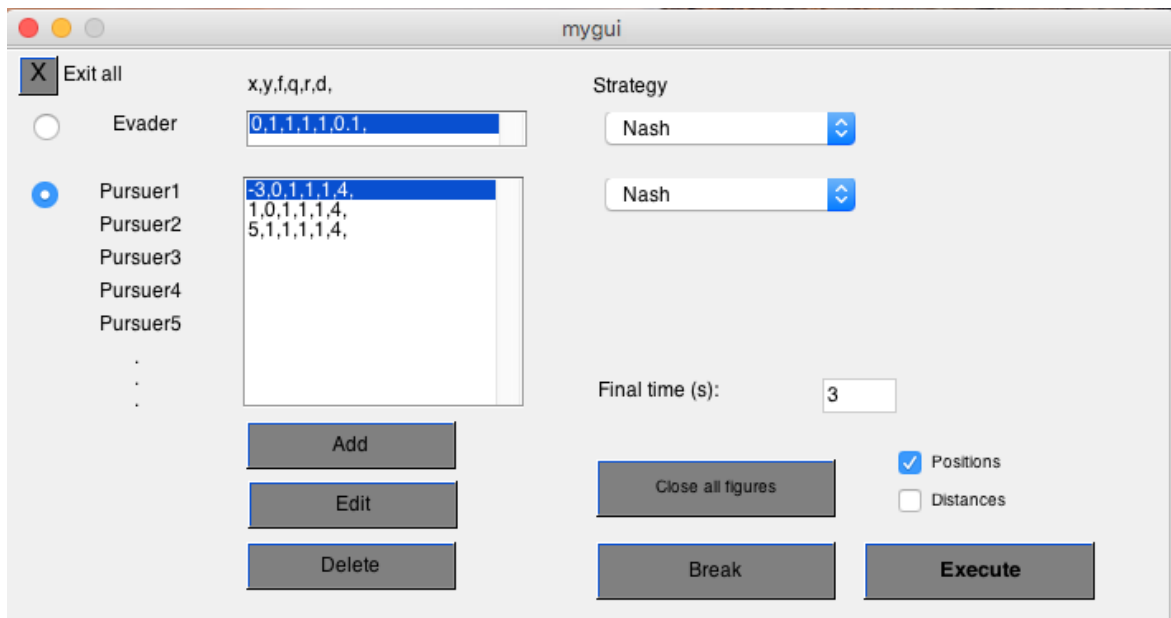 mygui
X Exit all
x,y,f,q,r,d,
Strategy
Evader
0,1,1,1,1,0.1,
Nash
Pursuer1
-3,0,1,1,1,4,
Nash
Pursuer2
1,0,1,1,1,4,
Pursuer3
5,1,1,1,1,4,
Pursuer4
Pursuer5
.
.
.
Final time (s):
3
Add
Close all figures
Positions
Edit
Distances
Delete
Break
Execute